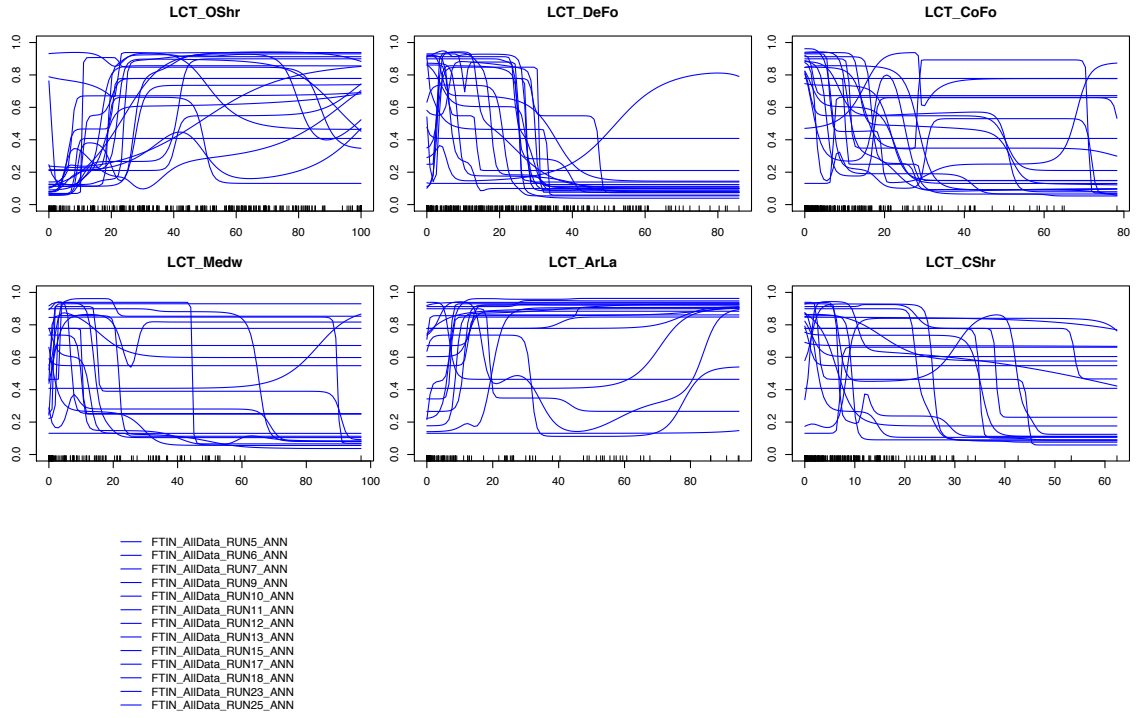 LCT_OShr
LCT_DeFo
LCT_CoFo
0.0 0.2 0.4 0.6 0.8 1.0
0 20 40 60 80 100
0.0 0.2 0.4 0.6 0.8 1.0
0 20 40 60 80
0.0 0.2 0.4 0.6 0.8 1.0
0 20 40 60 80
LCT_Medw
LCT_ArLa
LCT_CShr
0.0 0.2 0.4 0.6 0.8 1.0
0 20 40 60 80 100
0.0 0.2 0.4 0.6 0.8 1.0
0 20 40 60 80
0.0 0.2 0.4 0.6 0.8 1.0
0 10 20 30 40 50 60
FTIN_AllData_RUN5_ANN
FTIN_AllData_RUN6_ANN
FTIN_AllData_RUN7_ANN
FTIN_AllData_RUN9_ANN
FTIN_AllData_RUN10_ANN
FTIN_AllData_RUN11_ANN
FTIN_AllData_RUN12_ANN
FTIN_AllData_RUN13_ANN
FTIN_AllData_RUN15_ANN
FTIN_AllData_RUN17_ANN
FTIN_AllData_RUN18_ANN
FTIN_AllData_RUN23_ANN
FTIN_AllData_RUN25_ANN